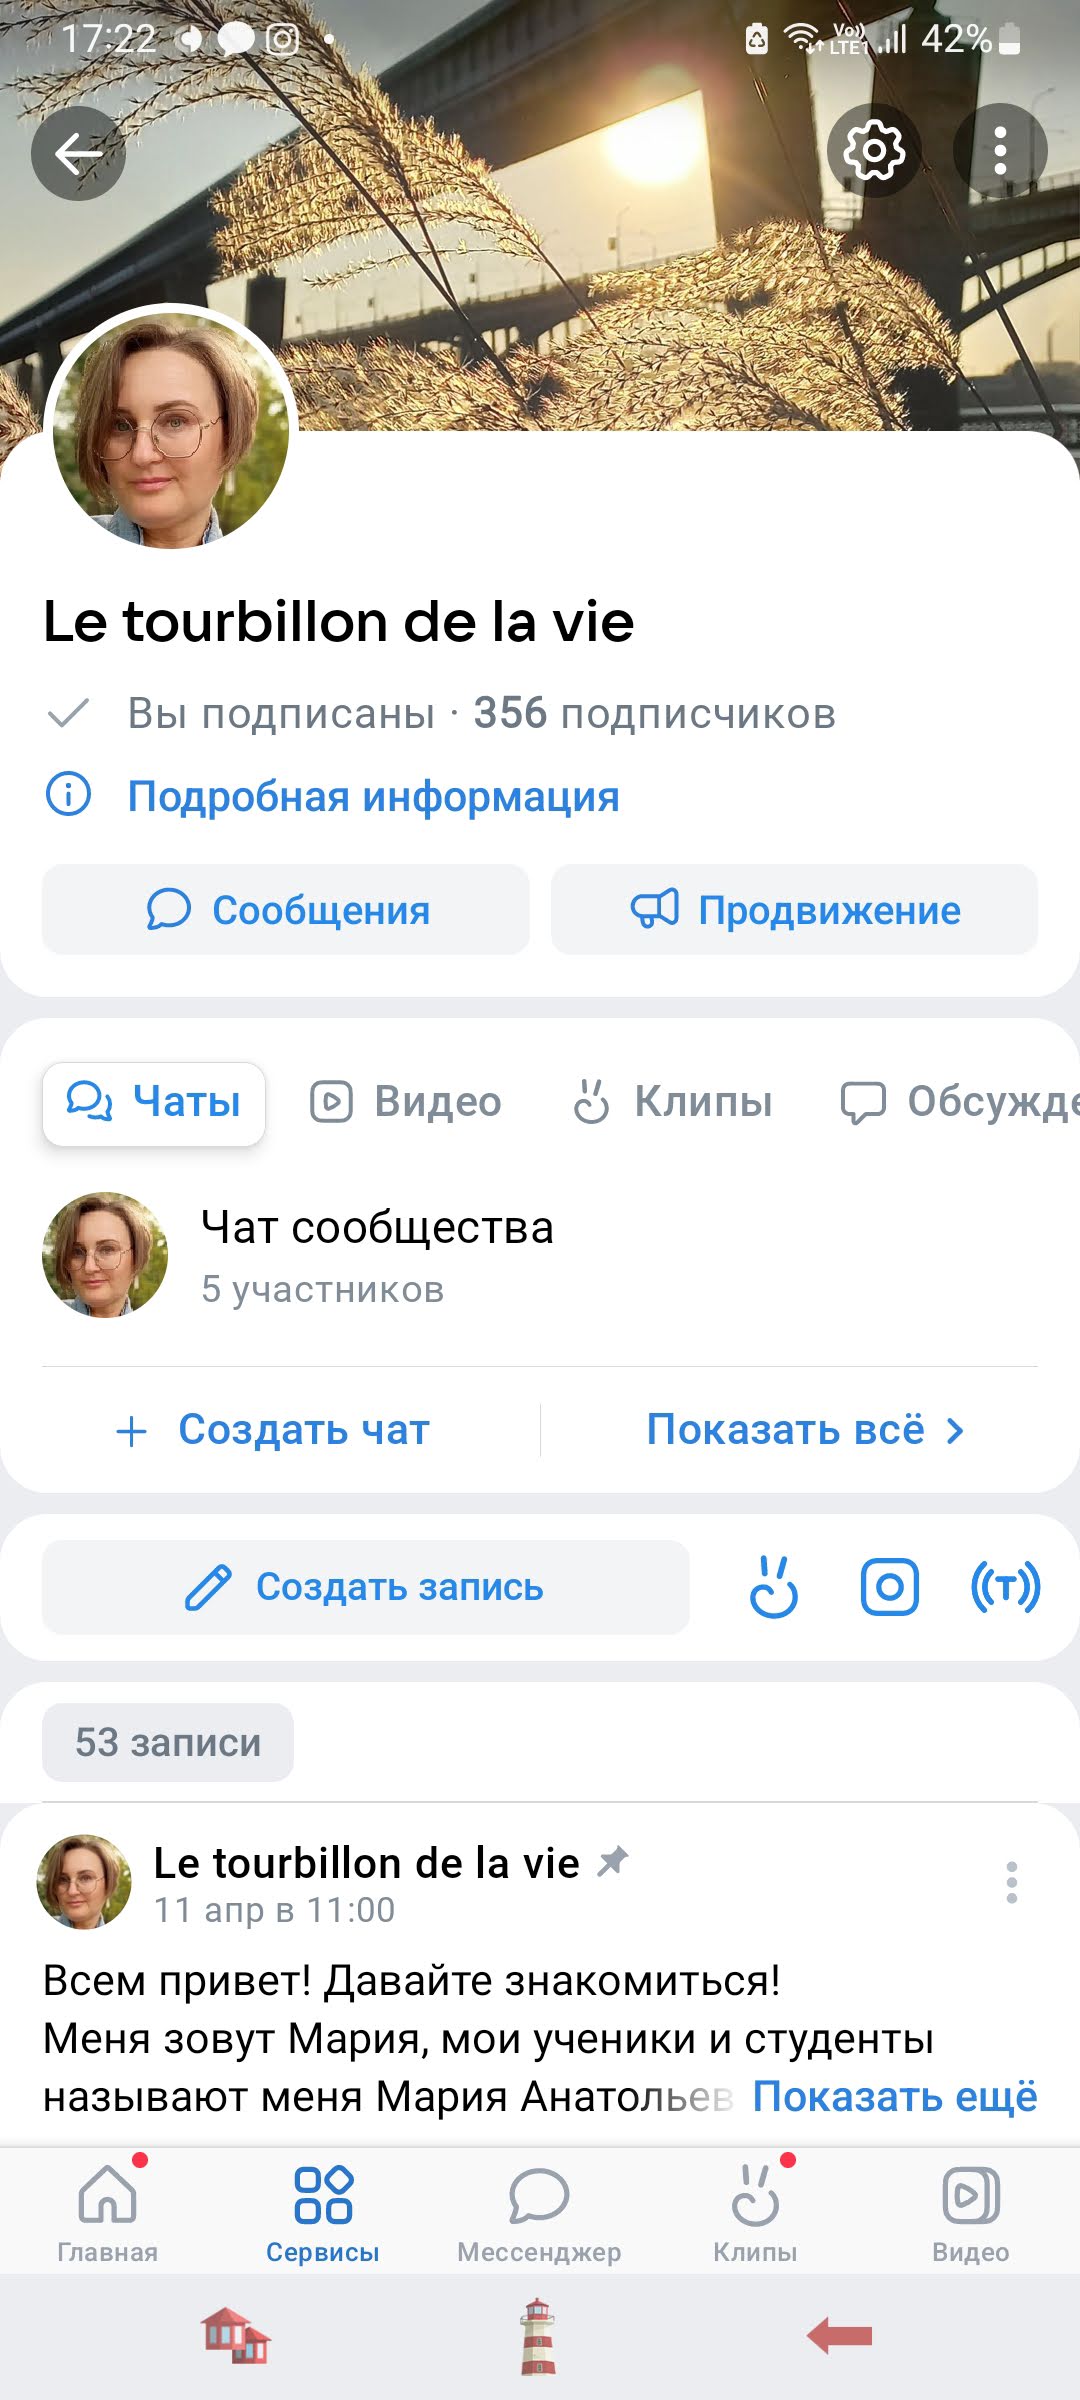 17:22
Vo)) LTE1 42%
Le tourbillon de la vie
Вы подписаны · 356 подписчиков
Подробная информация
Сообщения
Продвижение
Чаты
Видео
Клипы
Обсужде
Чат сообщества
5 участников
Создать чат
Показать всё
Создать запись
53 записи
Le tourbillon de la vie
11 апр в 11:00
Всем привет! Давайте знакомиться!
Меня зовут Мария, мои ученики и студенты
называют меня Мария Анатольев Показать ещё
Главная
Сервисы
Мессенджер
Клипы
Видео